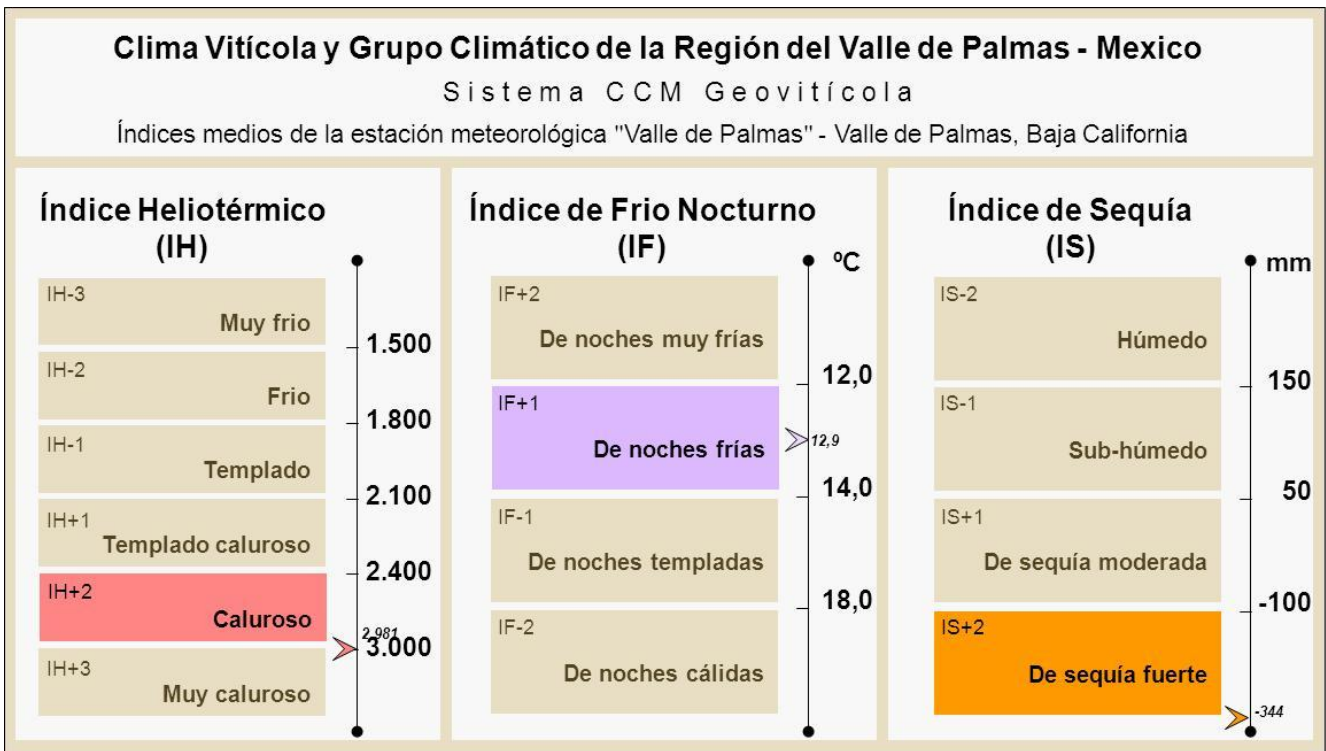 Clima Vitícola y Grupo Climático de la Región del Valle de Palmas - Mexico
Sistema CCM Geovitícola
Índices medios de la estación meteorológica "Valle de Palmas" - Valle de Palmas, Baja California
Índice Heliotérmico
(IH)
IH-3
Muy frio
1.500
IH-2
Frio
1.800
IH-1
Templado
2.100
IH+1
Templado caluroso
2.400
IH+2
Caluroso
2.981
3.000
IH+3
Muy caluroso
Índice de Frio Nocturno
(IF)
ºC
IF+2
De noches muy frías
12,0
IF+1
De noches frías
12,9
14,0
IF-1
De noches templadas
18,0
IF-2
De noches cálidas
Índice de Sequía
(IS)
mm
IS-2
Húmedo
150
IS-1
Sub-húmedo
50
IS+1
De sequía moderada
-100
IS+2
De sequía fuerte
-344